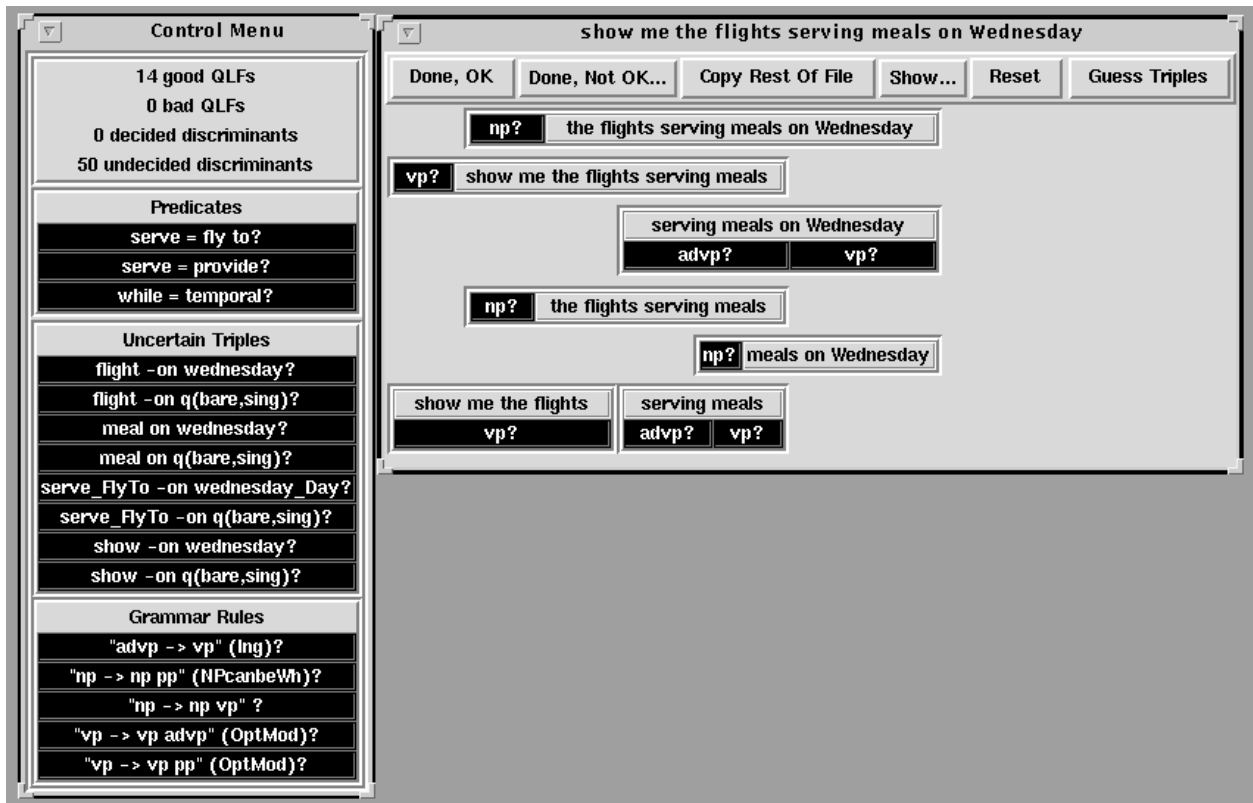 Control Menu
14 good QLFs
0 bad QLFs
0 decided discriminants
50 undecided discriminants
Predicates
serve = fly to?
serve = provide?
while = temporal?
Uncertain Triples
flight -on wednesday?
flight -on q(bare,sing)?
meal on wednesday?
meal on q(bare,sing)?
serve_FlyTo -on wednesday_Day?
serve_FlyTo -on q(bare,sing)?
show -on wednesday?
show -on q(bare,sing)?
Grammar Rules
"advp -> vp" (Ing)?
"np -> np pp" (NPcanbeWh)?
"np -> np vp" ?
"vp -> vp advp" (OptMod)?
"vp -> vp pp" (OptMod)?
show me the flights serving meals on Wednesday
Done, OK Done, Not OK... Copy Rest Of File Show... Reset Guess Triples
np? the flights serving meals on Wednesday
vp? show me the flights serving meals
serving meals on Wednesday
advp? vp?
np? the flights serving meals
np? meals on Wednesday
show me the flights serving meals
vp? advp? vp?